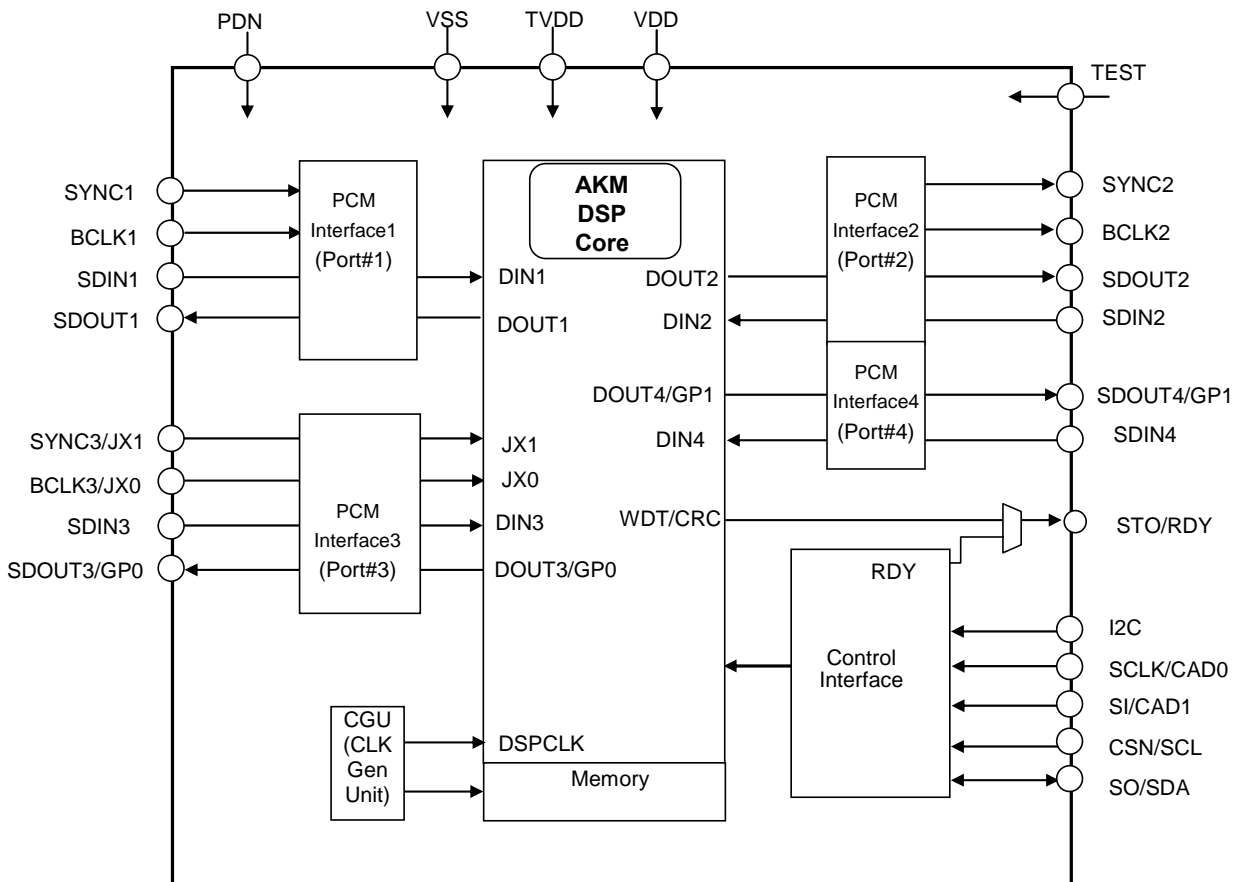 PDN
VSS
TVDD
VDD
TEST
SYNC1
BCLK1
SDIN1
SDOUT1
PCM
Interface1
(Port#1)
AKM
DSP
Core
DIN1
DOUT1
DOUT2
DIN2
PCM
Interface2
(Port#2)
SYNC2
BCLK2
SDOUT2
SDIN2
DOUT4/GP1
DIN4
PCM
Interface4
(Port#4)
SDOUT4/GP1
SDIN4
SYNC3/JX1
BCLK3/JX0
SDIN3
SDOUT3/GP0
PCM
Interface3
(Port#3)
JX1
JX0
DIN3
DOUT3/GP0
WDT/CRC
STO/RDY
RDY
Control
Interface
I2C
SCLK/CAD0
SI/CAD1
CSN/SCL
SO/SDA
CGU
(CLK
Gen
Unit)
DSPCLK
Memory